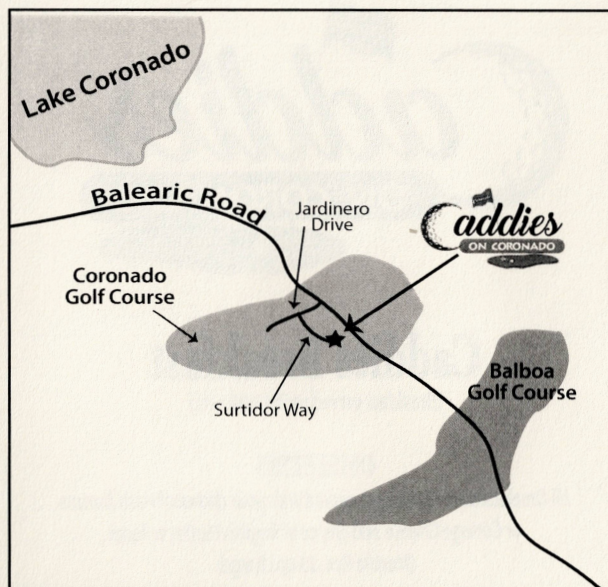 Lake Coronado
Balearic Road
Jardinero
Drive
Caddies
ON CORONADO
Coronado
Golf Course
Balboa
Golf Course
Surtidor Way